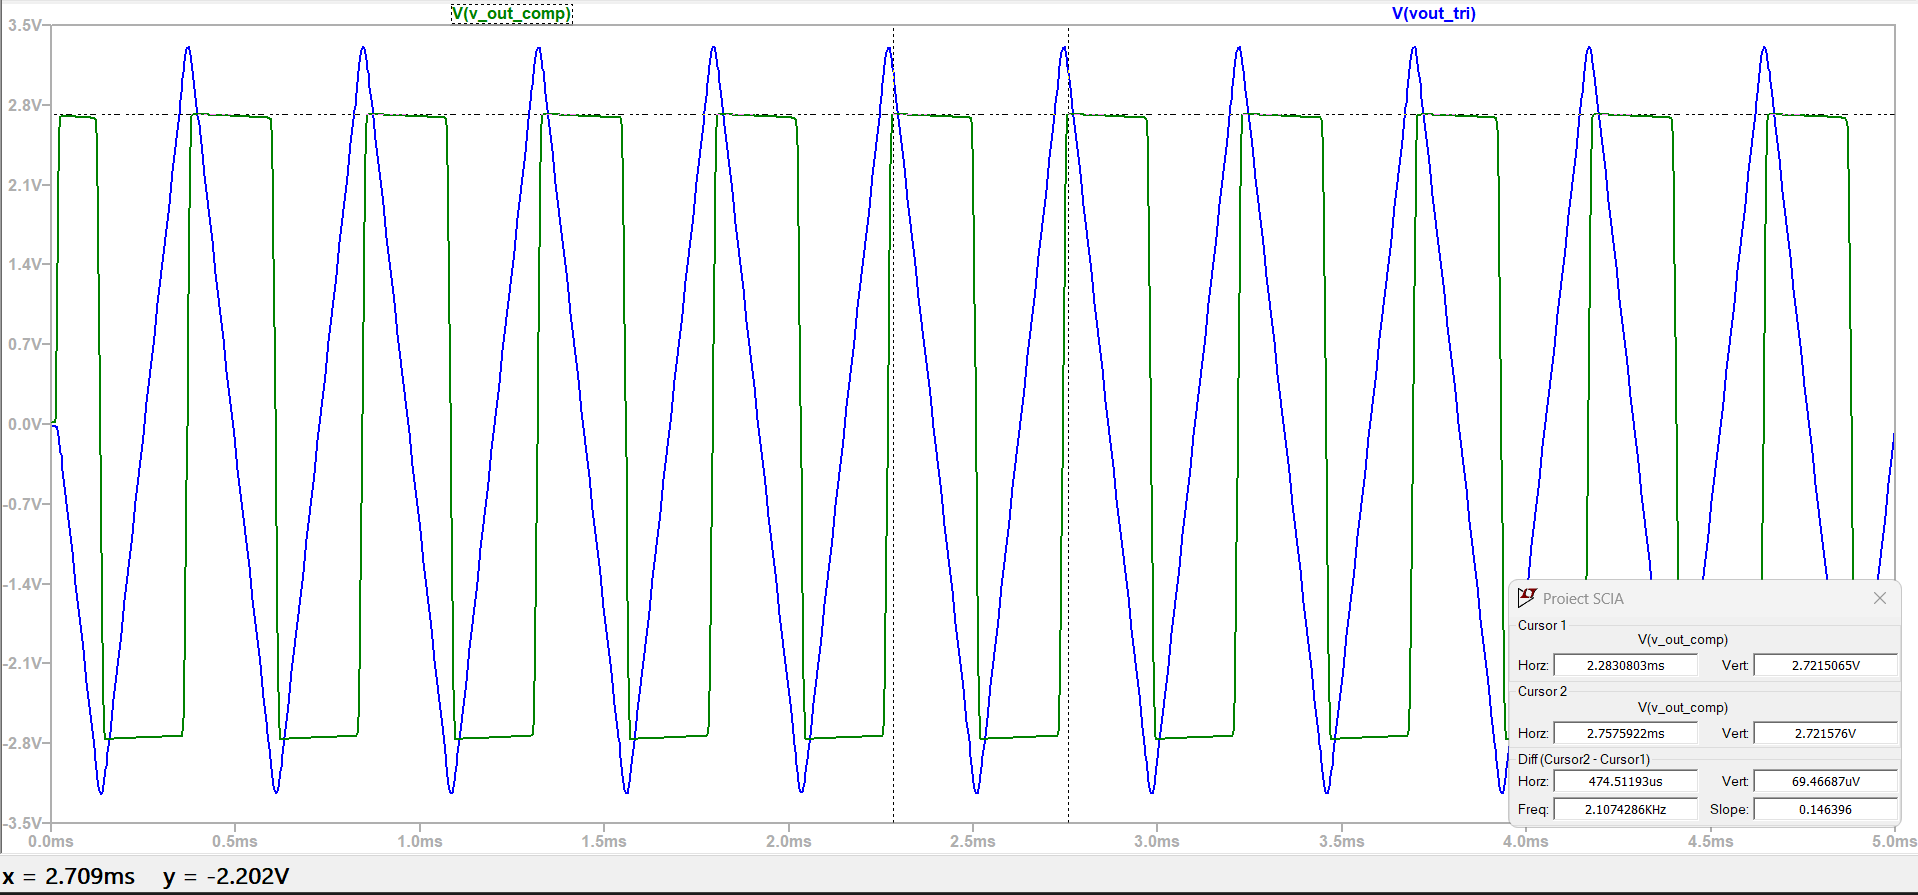 V(v_out_comp) V(vout_tri)
3.5V
2.8V
2.1V
1.4V
0.7V
0.0V
-0.7V
-1.4V
-2.1V
-2.8V
-3.5V
0.0ms 0.5ms 1.0ms 1.5ms 2.0ms 2.5ms 3.0ms 3.5ms 4.0ms 4.5ms 5.0ms
Proiect SCIA
Cursor 1
V(v_out_comp)
Horz: 2.2830803ms Vert: 2.7215065V
Cursor 2
V(v_out_comp)
Horz: 2.7575922ms Vert: 2.721576V
Diff (Cursor2 - Cursor1)
Horz: 474.51193us Vert: 69.46687uV
Freq: 2.1074286KHz Slope: 0.146396
x = 2.709ms y = -2.202V